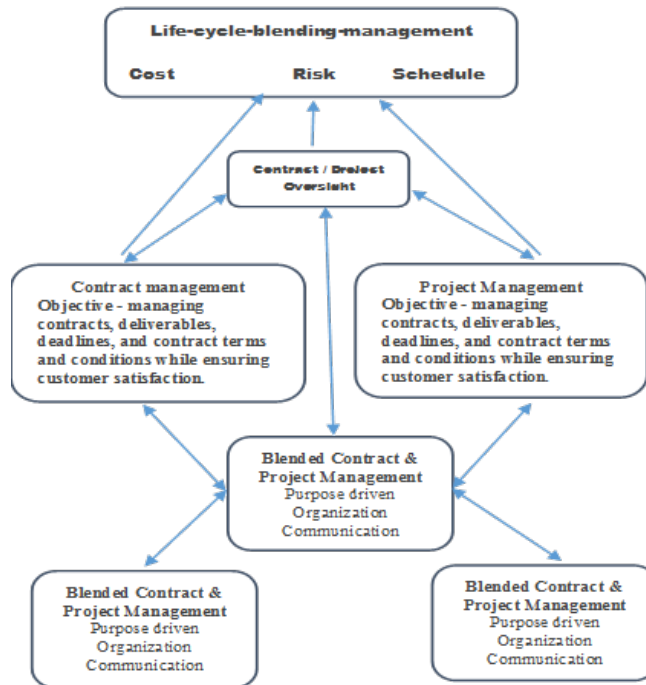 Life-cycle-blending-management
Cost Risk Schedule
Contract / Project
Oversight
Contract management
Objective - managing
contracts, deliverables,
deadlines, and contract terms
and conditions while ensuring
customer satisfaction.
Project Management
Objective - managing
contracts, deliverables,
deadlines, and contract terms
and conditions while ensuring
customer satisfaction.
Blended Contract &
Project Management
Purpose driven
Organization
Communication
Blended Contract &
Project Management
Purpose driven
Organization
Communication
Blended Contract &
Project Management
Purpose driven
Organization
Communication